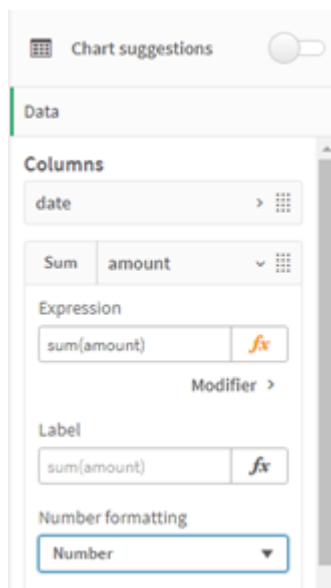 Chart suggestions
Data
Columns
date
Sum amount
Expression
sum(amount) fx
Modifier >
Label
sum(amount) fx
Number formatting
Number